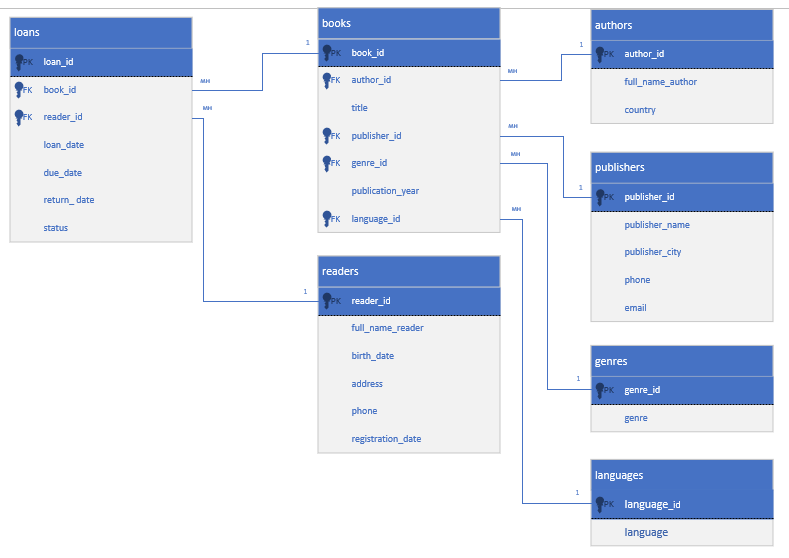 loans
PK loan_id
FK book_id
FK reader_id
loan_date
due_date
return_ date
status
1
мн
мн
books
PK book_id
FK author_id
title
FK publisher_id
FK genre_id
publication_year
FK language_id
readers
1
PK reader_id
full_name_reader
birth_date
address
phone
registration_date
мн
мн
мн
мн
1
1
1
1
authors
PK author_id
full_name_author
country
publishers
PK publisher_id
publisher_name
publisher_city
phone
email
genres
PK genre_id
genre
languages
PK language_id
language